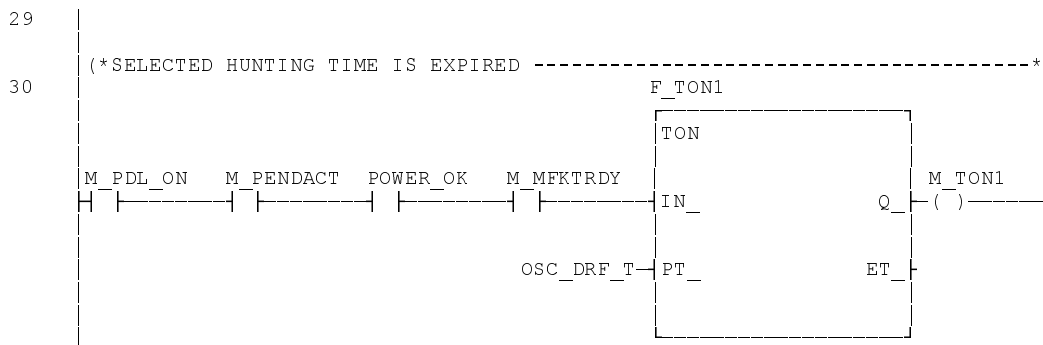 29
(*SELECTED HUNTING TIME IS EXPIRED ---------------------------------------*
30
F_TON1
TON
M_PDL_ON M_PENDACT POWER_OK M_MFKTRDY M_TON1
IN_ Q_ ( )
OSC_DRF_T PT_ ET_